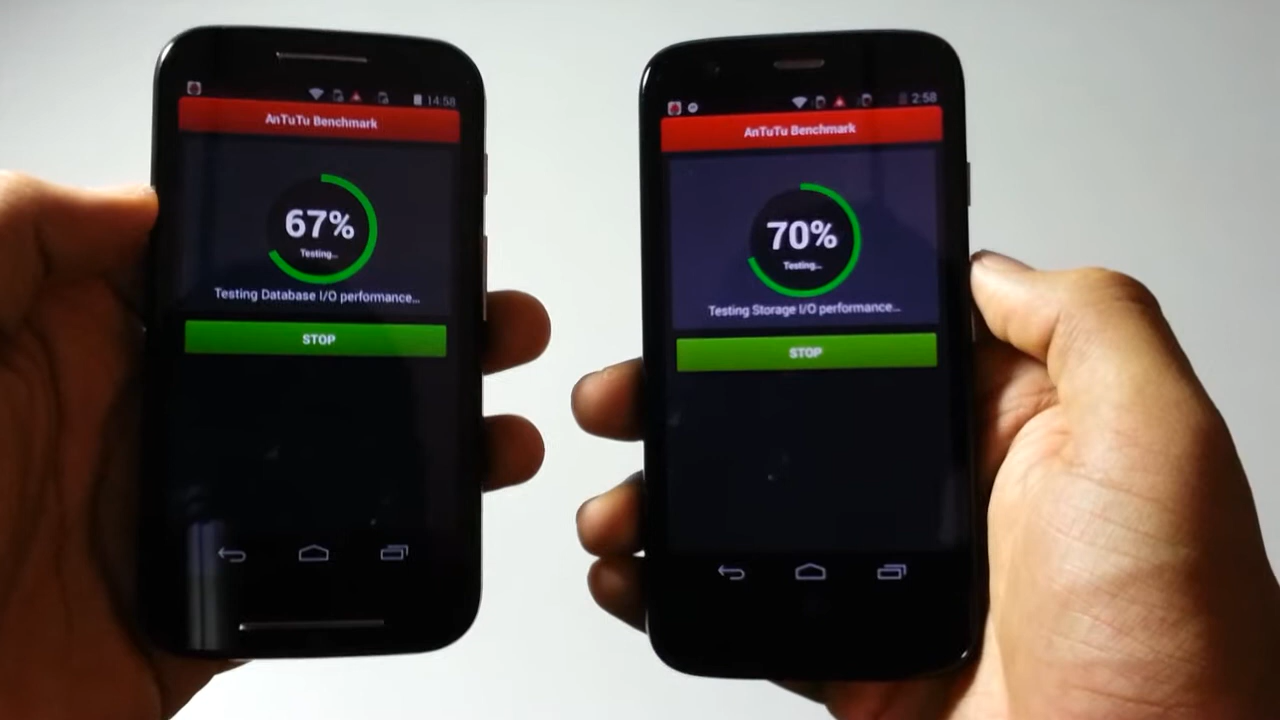 14:58
AnTuTu Benchmark
67%
Testing...
Testing Database I/O performance...
STOP
2:58
AnTuTu Benchmark
70%
Testing...
Testing Storage I/O performance...
STOP